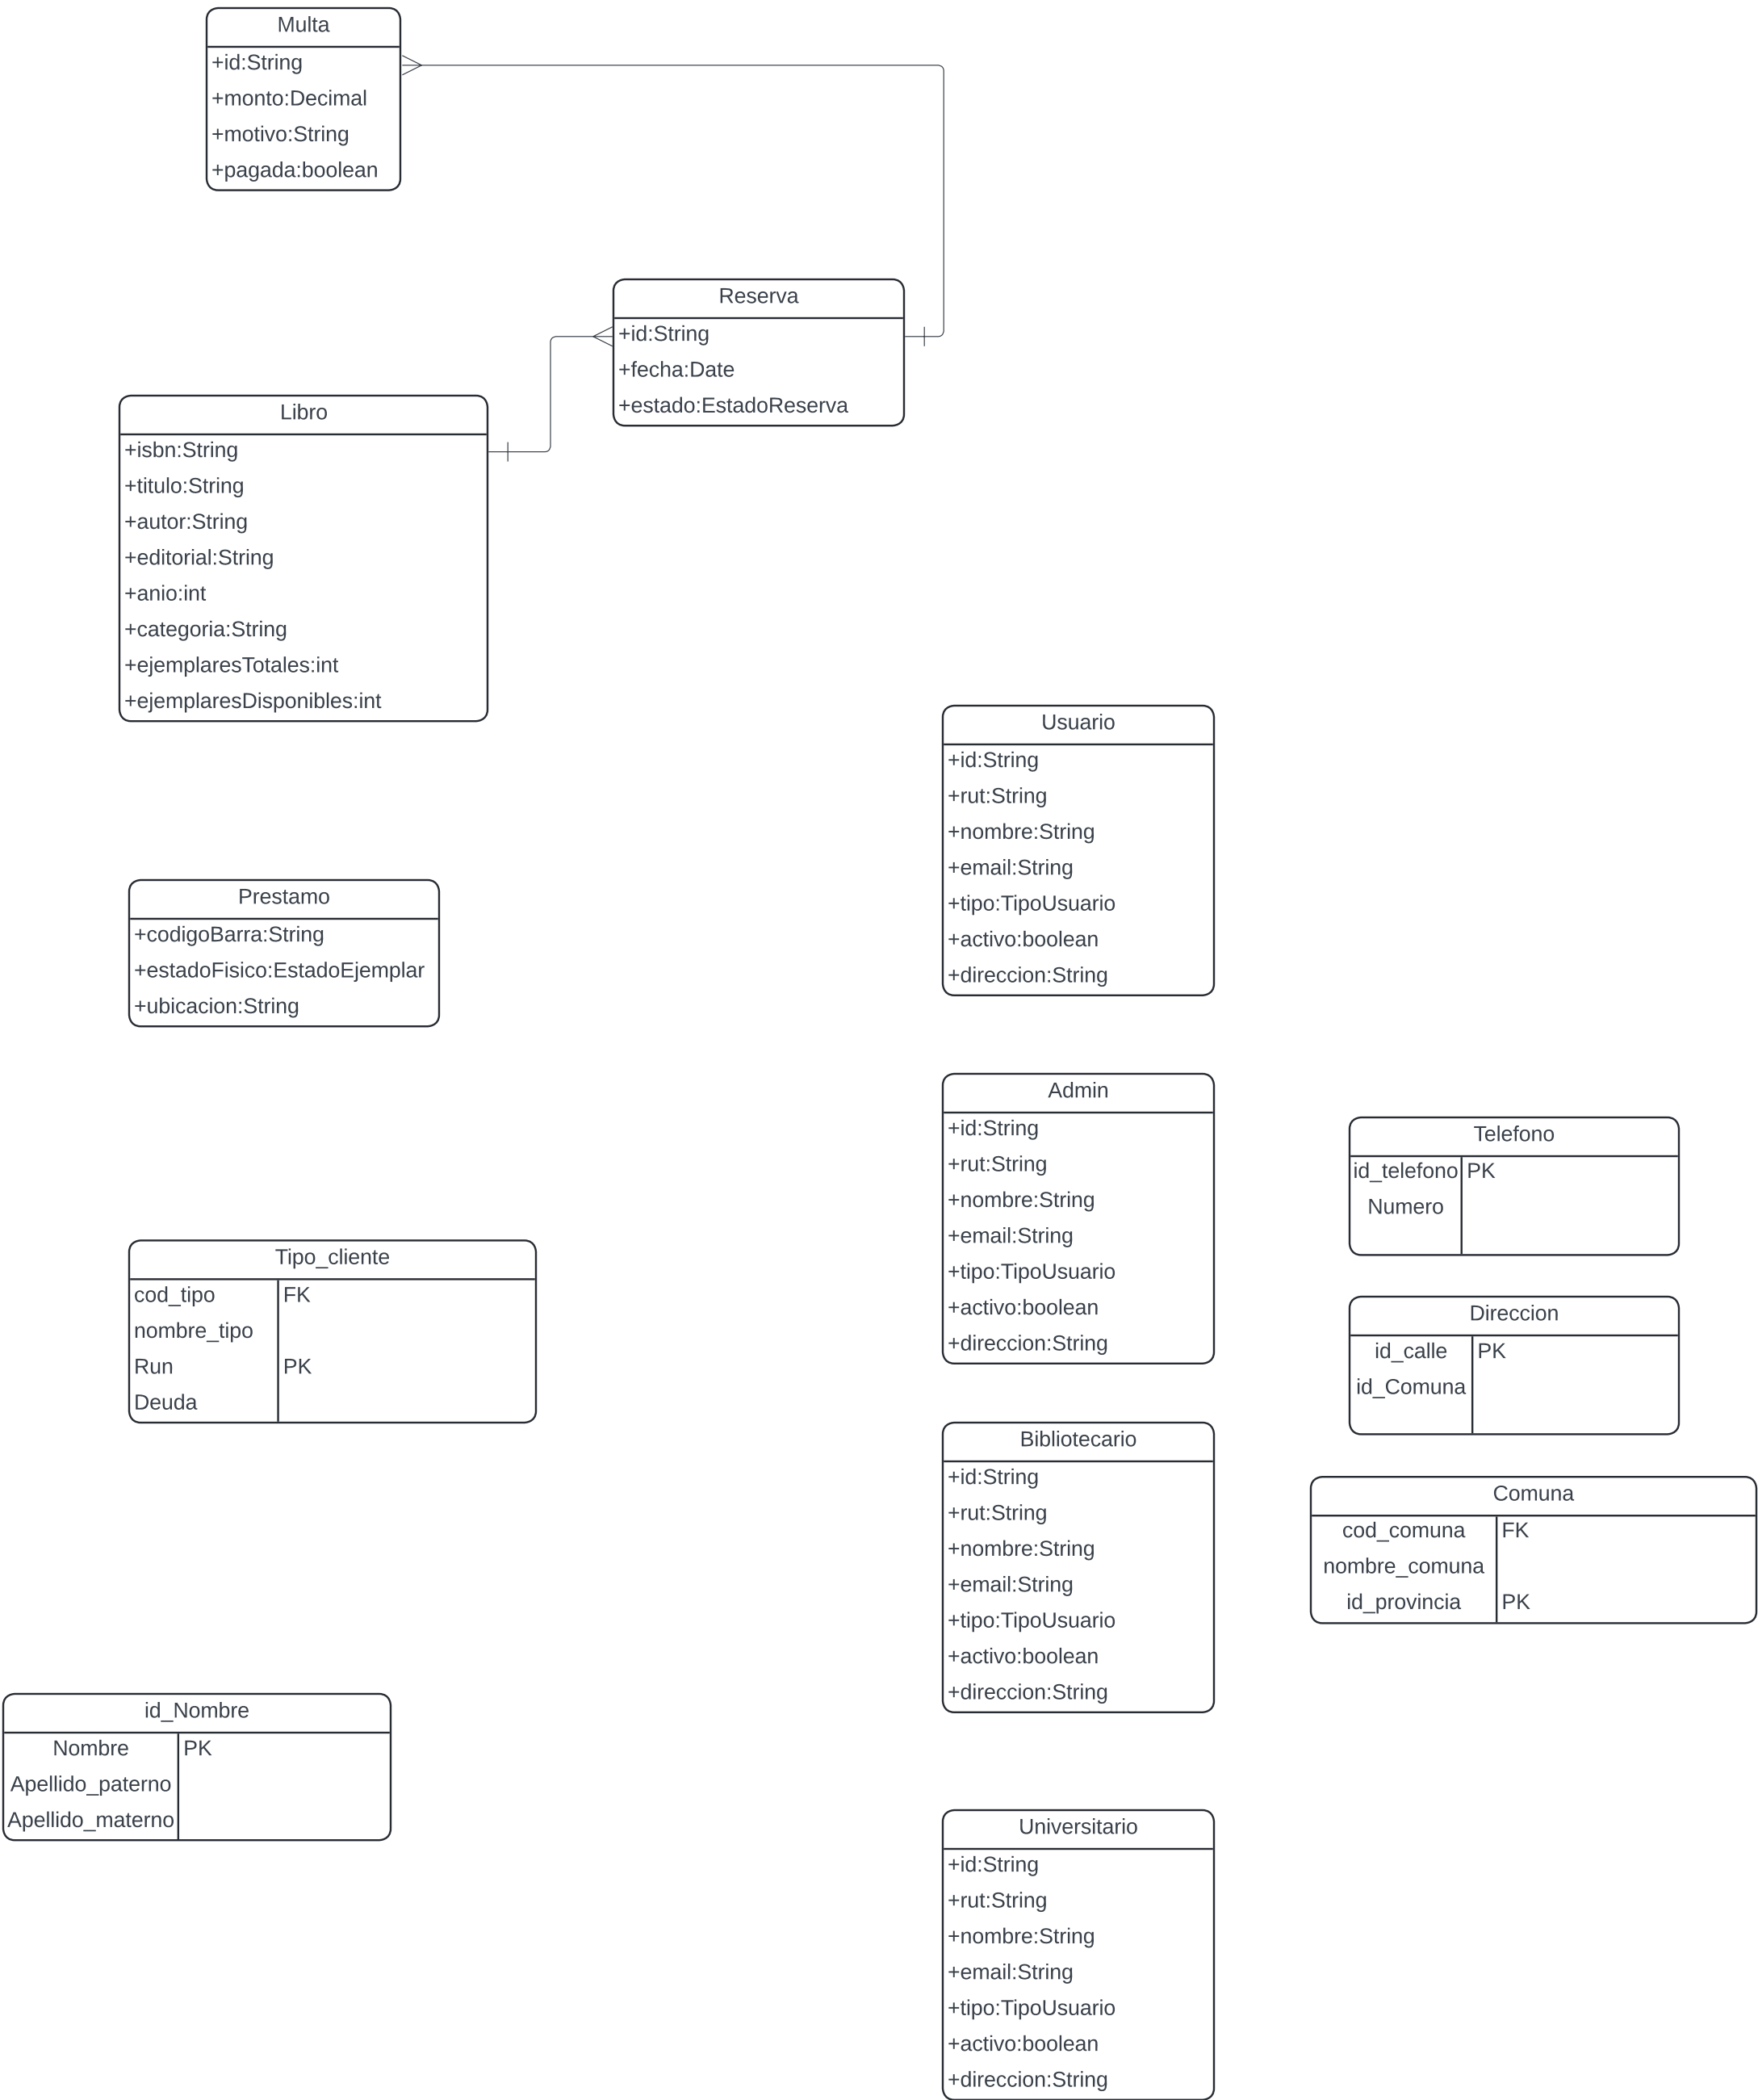 Multa
+id:String
+monto:Decimal
+motivo:String
+pagada:boolean
Reserva
+id:String
+fecha:Date
+estado:EstadoReserva
Libro
+isbn:String
+titulo:String
+autor:String
+editorial:String
+anio:int
+categoria:String
+ejemplaresTotales:int
+ejemplaresDisponibles:int
Usuario
+id:String
+rut:String
+nombre:String
+email:String
+tipo:TipoUsuario
+activo:boolean
+direccion:String
Prestamo
+codigoBarra:String
+estadoFisico:EstadoEjemplar
+ubicacion:String
Admin
+id:String
+rut:String
+nombre:String
+email:String
+tipo:TipoUsuario
+activo:boolean
+direccion:String
Telefono
id_telefono PK
Numero
Tipo_cliente
cod_tipo FK
nombre_tipo
Run PK
Deuda
Direccion
id_calle PK
id_Comuna
Bibliotecario
+id:String
+rut:String
+nombre:String
+email:String
+tipo:TipoUsuario
+activo:boolean
+direccion:String
Comuna
cod_comuna FK
nombre_comuna
id_provincia PK
id_Nombre
Nombre PK
Apellido_paterno
Apellido_materno
Universitario
+id:String
+rut:String
+nombre:String
+email:String
+tipo:TipoUsuario
+activo:boolean
+direccion:String